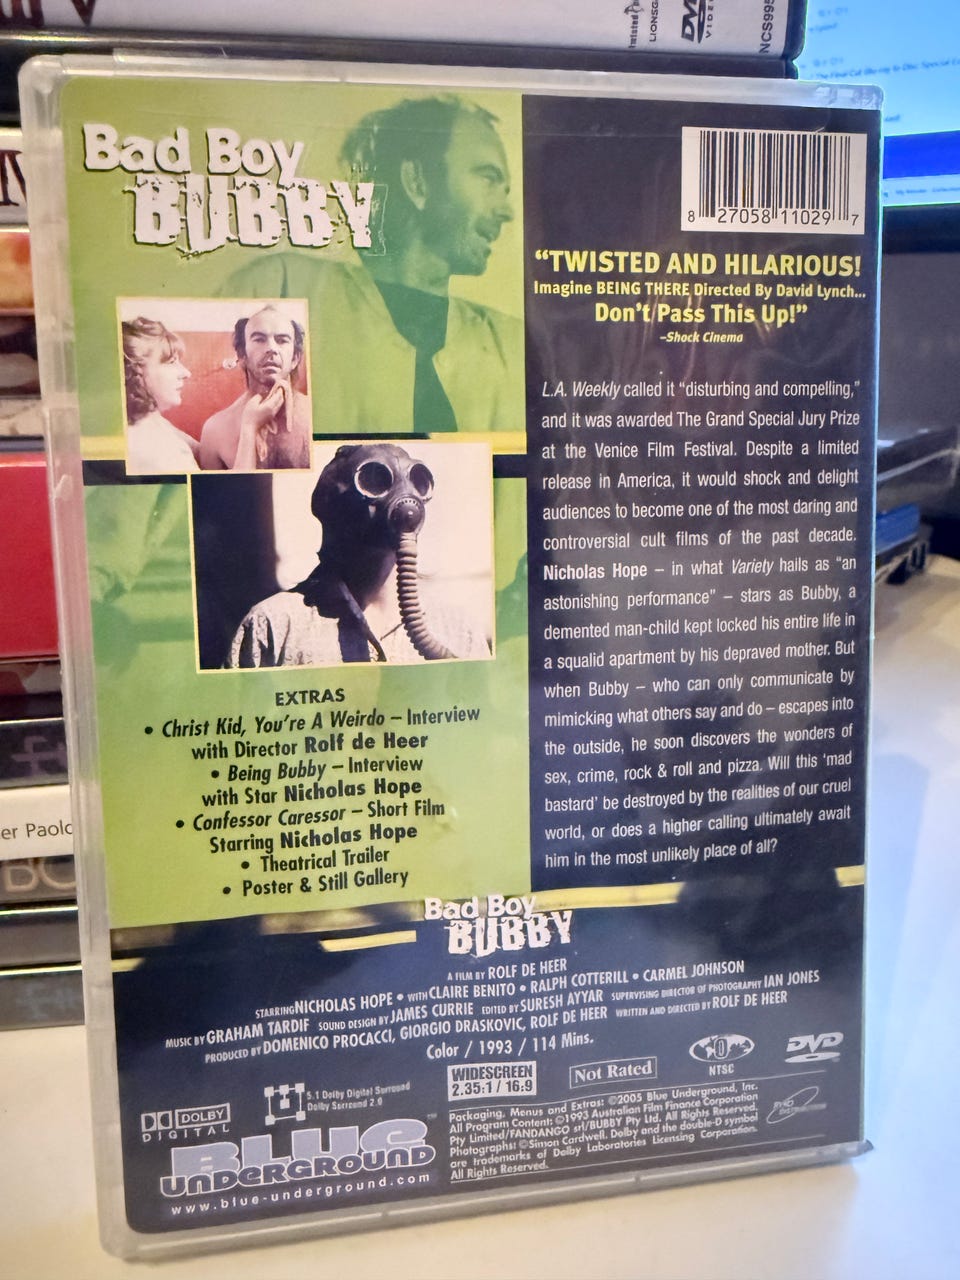 LIONSG
DVD
VIDEO
NCS995
er Paolo
Bad Boy
BUBBY
8 27058 11029 7
“TWISTED AND HILARIOUS!
Imagine BEING THERE Directed By David Lynch...
Don’t Pass This Up!”
–Shock Cinema
L.A. Weekly called it “disturbing and compelling,”
and it was awarded The Grand Special Jury Prize
at the Venice Film Festival. Despite a limited
release in America, it would shock and delight
audiences to become one of the most daring and
controversial cult films of the past decade.
Nicholas Hope – in what Variety hails as “an
astonishing performance” – stars as Bubby, a
demented man-child kept locked his entire life in
a squalid apartment by his depraved mother. But
when Bubby – who can only communicate by
mimicking what others say and do – escapes into
the outside, he soon discovers the wonders of
sex, crime, rock & roll and pizza. Will this ‘mad
bastard’ be destroyed by the realities of our cruel
world, or does a higher calling ultimately await
him in the most unlikely place of all?
EXTRAS
• Christ Kid, You’re A Weirdo – Interview
with Director Rolf de Heer
• Being Bubby – Interview
with Star Nicholas Hope
• Confessor Caressor – Short Film
Starring Nicholas Hope
• Theatrical Trailer
• Poster & Still Gallery
Bad Boy
BUBBY
A FILM BY ROLF DE HEER
STARRING NICHOLAS HOPE • WITH CLAIRE BENITO • RALPH COTTERILL • CARMEL JOHNSON
MUSIC BY GRAHAM TARDIF SOUND DESIGN BY JAMES CURRIE EDITED BY SURESH AYYAR SUPERVISING DIRECTOR OF PHOTOGRAPHY IAN JONES
PRODUCED BY DOMENICO PROCACCI, GIORGIO DRASKOVIC, ROLF DE HEER WRITTEN AND DIRECTED BY ROLF DE HEER
Color / 1993 / 114 Mins.
DOLBY
DIGITAL
5.1 Dolby Digital Surround
Dolby Surround 2.0
WIDESCREEN
2.35:1 / 16:9
Not Rated
0
NTSC
DVD
BLUE
UNDERGROUND
www.blue-underground.com
Packaging, Menus and Extras: ©2005 Blue Underground, Inc.
All Program Content: ©1993 Australian Film Finance Corporation
Pty Limited/FANDANGO srl/BUBBY Pty Ltd. All Rights Reserved.
Photographs: ©Simon Cardwell. Dolby and the double-D symbol
are trademarks of Dolby Laboratories Licensing Corporation.
All Rights Reserved.